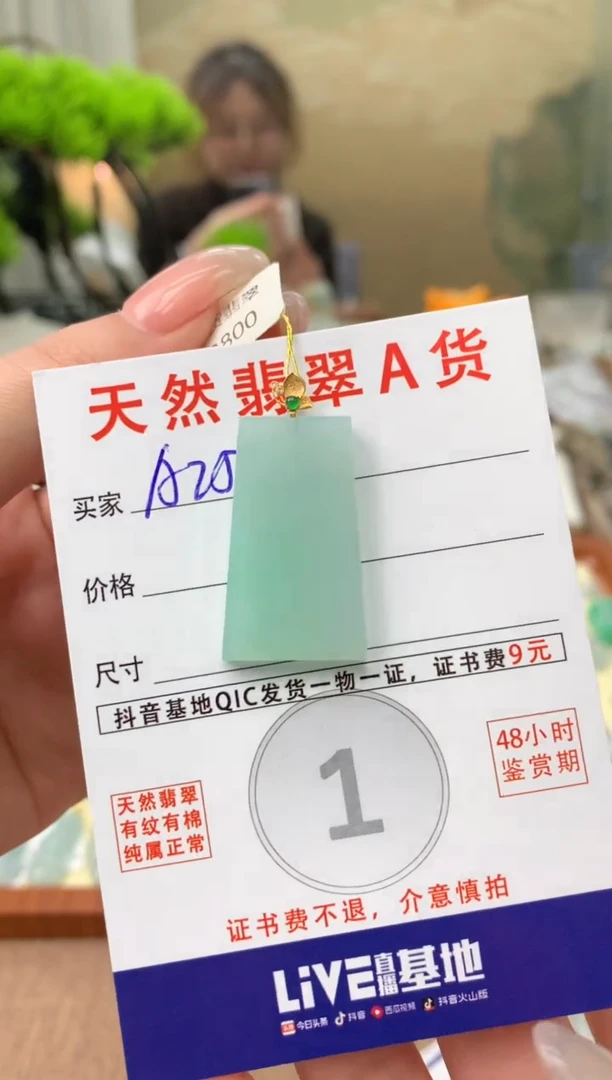 翡翠
800
天然翡翠A货
买家 A20
价格
尺寸
抖音基地QIC发货一物一证，证书费9元
1
48小时
鉴赏期
天然翡翠
有纹有棉
纯属正常
证书费不退，介意慎拍
LiVE直播基地
头条 今日头条 抖音 西瓜视频 抖音火山版